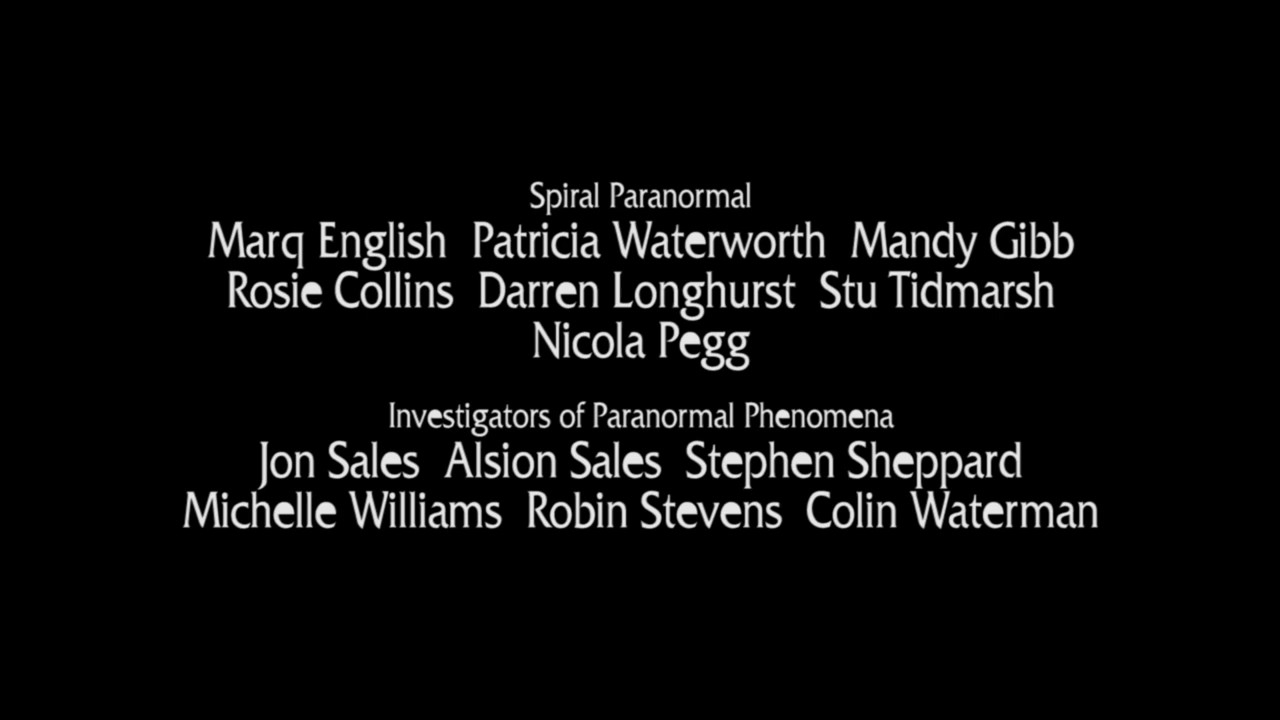 Spiral Paranormal
Marq English  Patricia Waterworth  Mandy Gibb
Rosie Collins  Darren Longhurst  Stu Tidmarsh
Nicola Pegg
Investigators of Paranormal Phenomena
Jon Sales  Alsion Sales  Stephen Sheppard
Michelle Williams  Robin Stevens  Colin Waterman